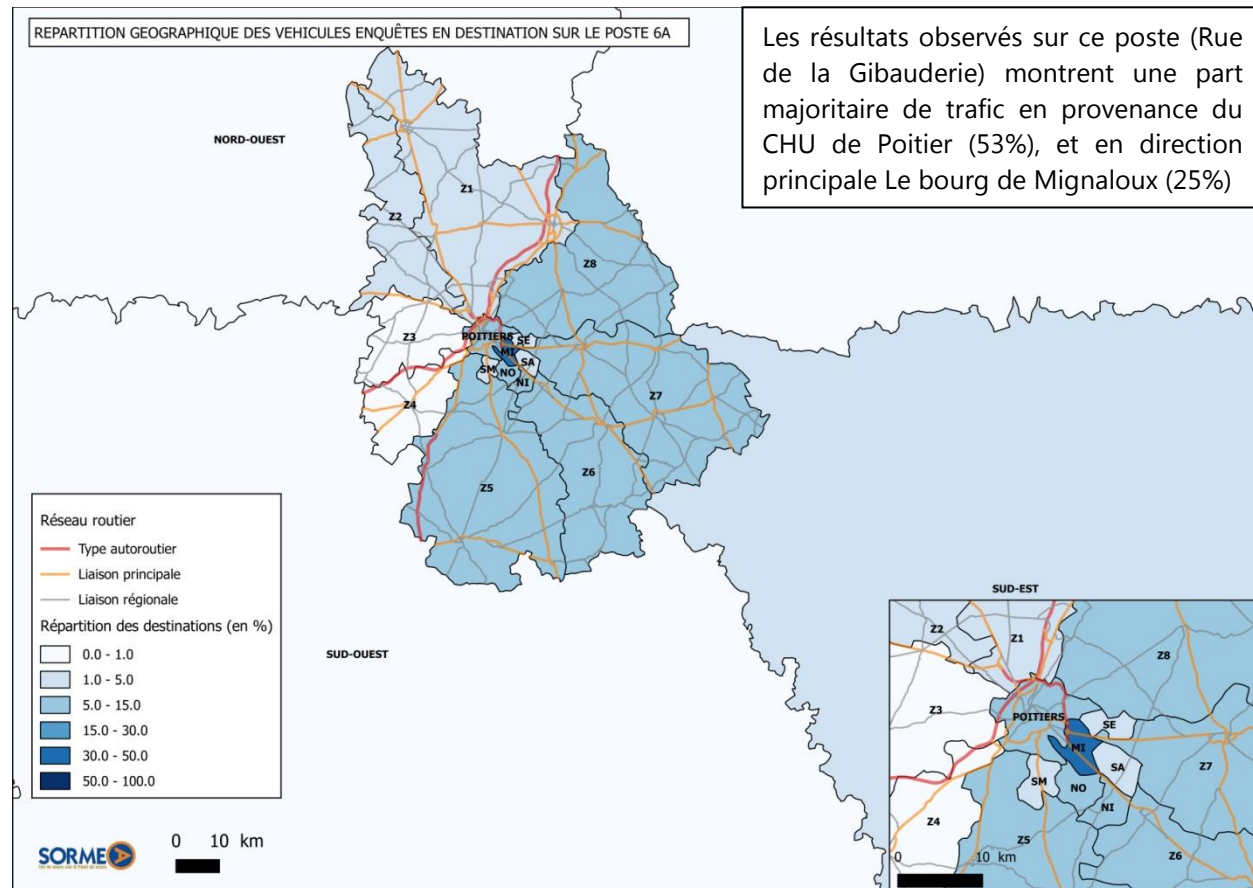 REPARTITION GEOGRAPHIQUE DES VEHICULES ENQUÊTES EN DESTINATION SUR LE POSTE 6A
Les résultats observés sur ce poste (Rue
de la Gibauderie) montrent une part
majoritaire de trafic en provenance du
CHU de Poitier (53%), et en direction
principale Le bourg de Mignaloux (25%)
NORD-OUEST
Z1
Z2
Z8
Z3
POITIERS
SE
MI
SA
SM
NO
NI
Z4
Z7
Z6
Z5
Réseau routier
Type autoroutier
Liaison principale
Liaison régionale
Répartition des destinations (en %)
0.0 - 1.0
1.0 - 5.0
5.0 - 15.0
15.0 - 30.0
30.0 - 50.0
50.0 - 100.0
SUD-OUEST
SUD-EST
Z2
Z1
Z8
Z3
POITIERS
SE
MI
SA
Z7
SM
NO
NI
Z4
Z5
Z6
0 10 km
SORMEA
0 10 km